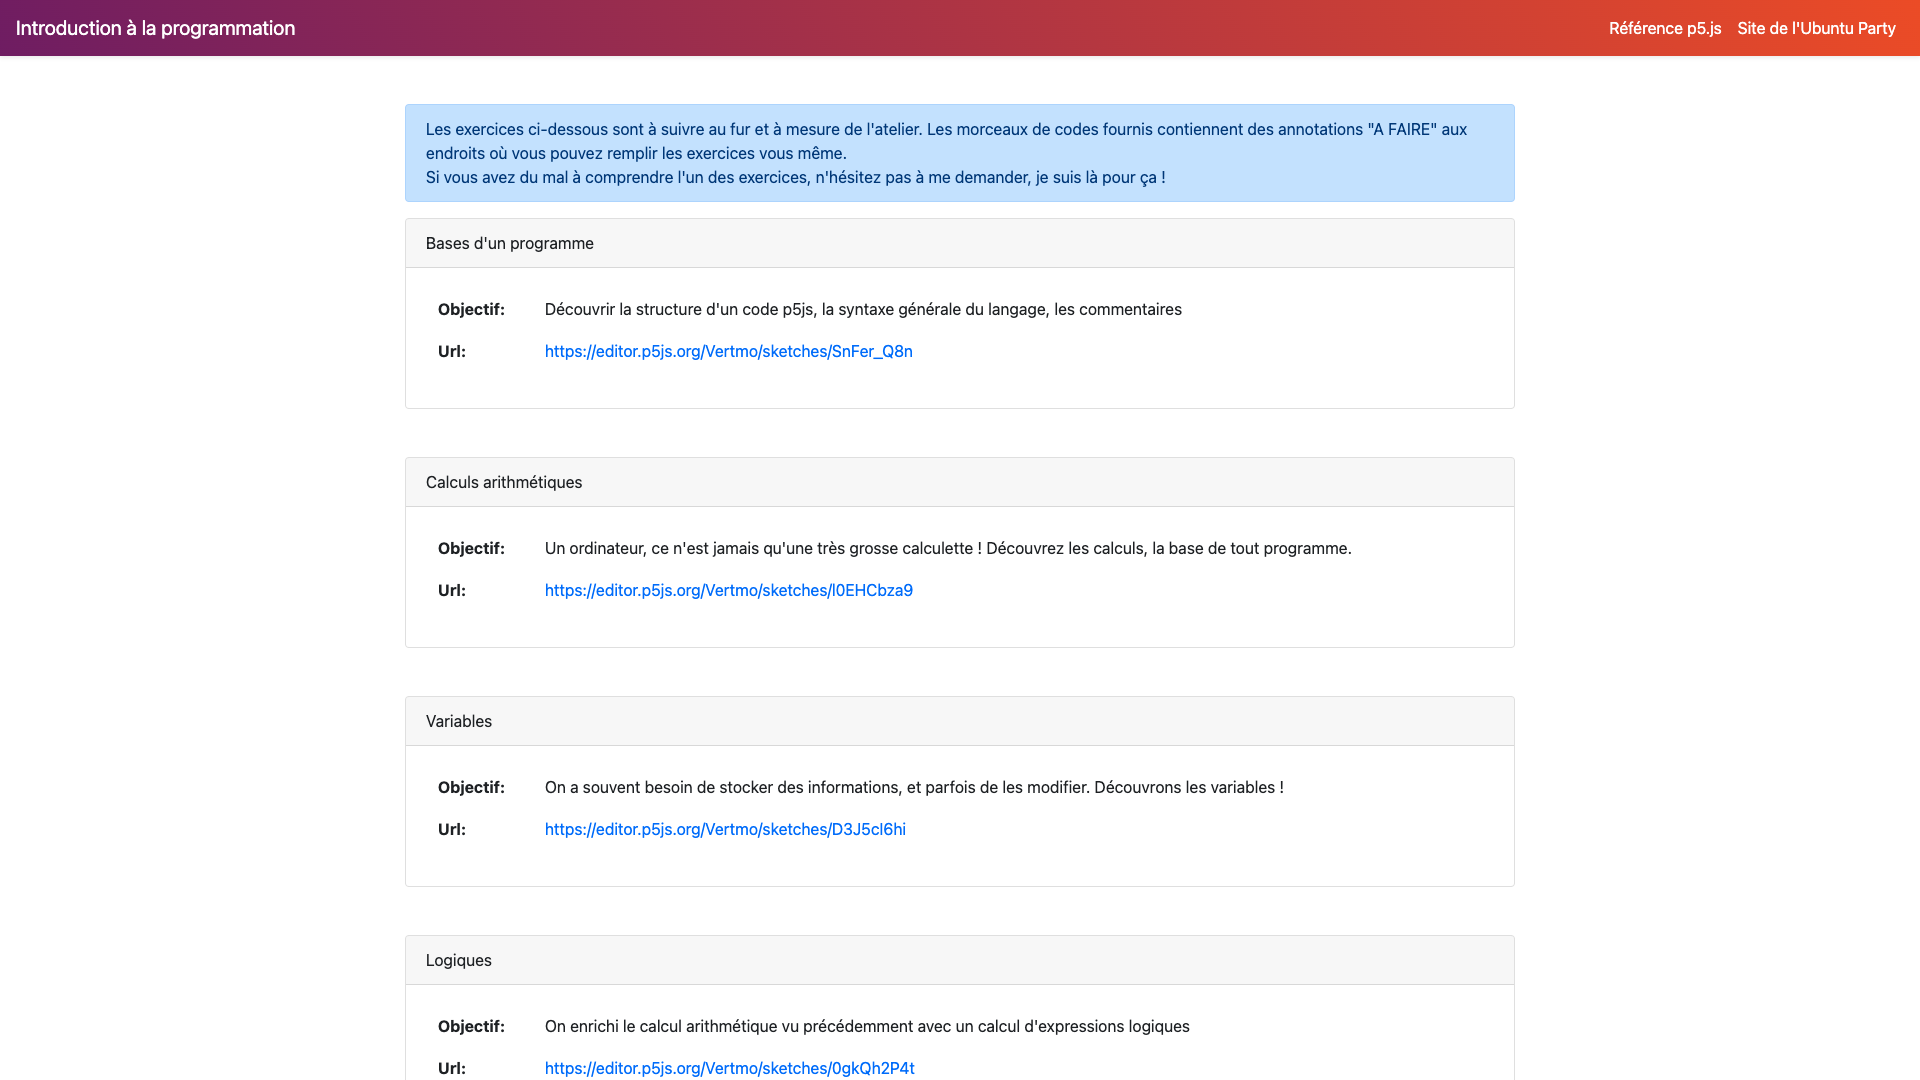 Introduction à la programmation
Référence p5.js
Site de l'Ubuntu Party
Les exercices ci-dessous sont à suivre au fur et à mesure de l'atelier. Les morceaux de codes fournis contiennent des annotations "A FAIRE" aux
endroits où vous pouvez remplir les exercices vous même.
Si vous avez du mal à comprendre l'un des exercices, n'hésitez pas à me demander, je suis là pour ça !
Bases d'un programme
Objectif: Découvrir la structure d'un code p5js, la syntaxe générale du langage, les commentaires
Url: https://editor.p5js.org/Vertmo/sketches/SnFer_Q8n
Calculs arithmétiques
Objectif: Un ordinateur, ce n'est jamais qu'une très grosse calculette ! Découvrez les calculs, la base de tout programme.
Url: https://editor.p5js.org/Vertmo/sketches/l0EHCbza9
Variables
Objectif: On a souvent besoin de stocker des informations, et parfois de les modifier. Découvrons les variables !
Url: https://editor.p5js.org/Vertmo/sketches/D3J5cl6hi
Logiques
Objectif: On enrichi le calcul arithmétique vu précédemment avec un calcul d'expressions logiques
Url: https://editor.p5js.org/Vertmo/sketches/0gkQh2P4t